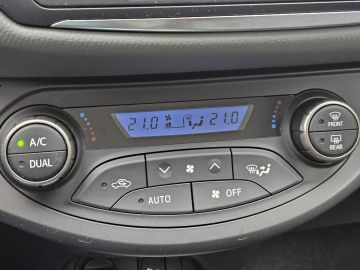 21.0 21.0
A/C
DUAL
FRONT
REAR
AUTO
OFF